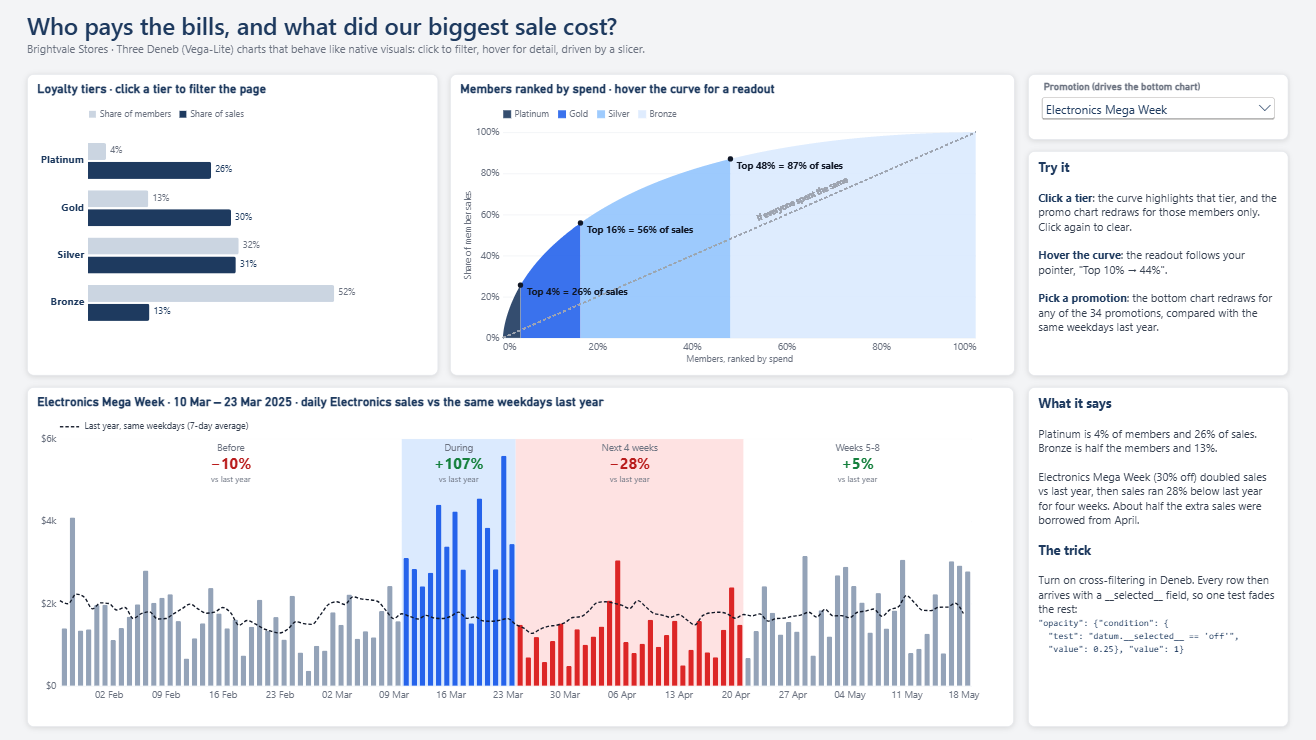 Who pays the bills, and what did our biggest sale cost?
Brightvale Stores · Three Deneb (Vega-Lite) charts that behave like native visuals: click to filter, hover for detail, driven by a slicer.
Loyalty tiers · click a tier to filter the page
Share of members Share of sales
Platinum
4%
26%
Gold
13%
30%
Silver
32%
31%
Bronze
52%
13%
Members ranked by spend · hover the curve for a readout
Platinum Gold Silver Bronze
Share of member sales
100%
80%
60%
40%
20%
0%
Top 48% = 87% of sales
If everyone spent the same
Top 16% = 56% of sales
Top 4% = 26% of sales
0% 20% 40% 60% 80% 100%
Members, ranked by spend
Promotion (drives the bottom chart)
Electronics Mega Week
Try it
Click a tier: the curve highlights that tier, and the
promo chart redraws for those members only.
Click again to clear.
Hover the curve: the readout follows your
pointer, "Top 10% → 44%".
Pick a promotion: the bottom chart redraws for
any of the 34 promotions, compared with the
same weekdays last year.
Electronics Mega Week · 10 Mar – 23 Mar 2025 · daily Electronics sales vs the same weekdays last year
Last year, same weekdays (7-day average)
$6k
$4k
$2k
$0
Before
−10%
vs last year
During
+107%
vs last year
Next 4 weeks
−28%
vs last year
Weeks 5-8
+5%
vs last year
02 Feb 09 Feb 16 Feb 23 Feb 02 Mar 09 Mar 16 Mar 23 Mar 30 Mar 06 Apr 13 Apr 20 Apr 27 Apr 04 May 11 May 18 May
What it says
Platinum is 4% of members and 26% of sales.
Bronze is half the members and 13%.
Electronics Mega Week (30% off) doubled sales
vs last year, then sales ran 28% below last year
for four weeks. About half the extra sales were
borrowed from April.
The trick
Turn on cross-filtering in Deneb. Every row then
arrives with a __selected__ field, so one test fades
the rest:
"opacity": {"condition": {
"test": "datum.__selected__ == 'off'",
"value": 0.25}, "value": 1}